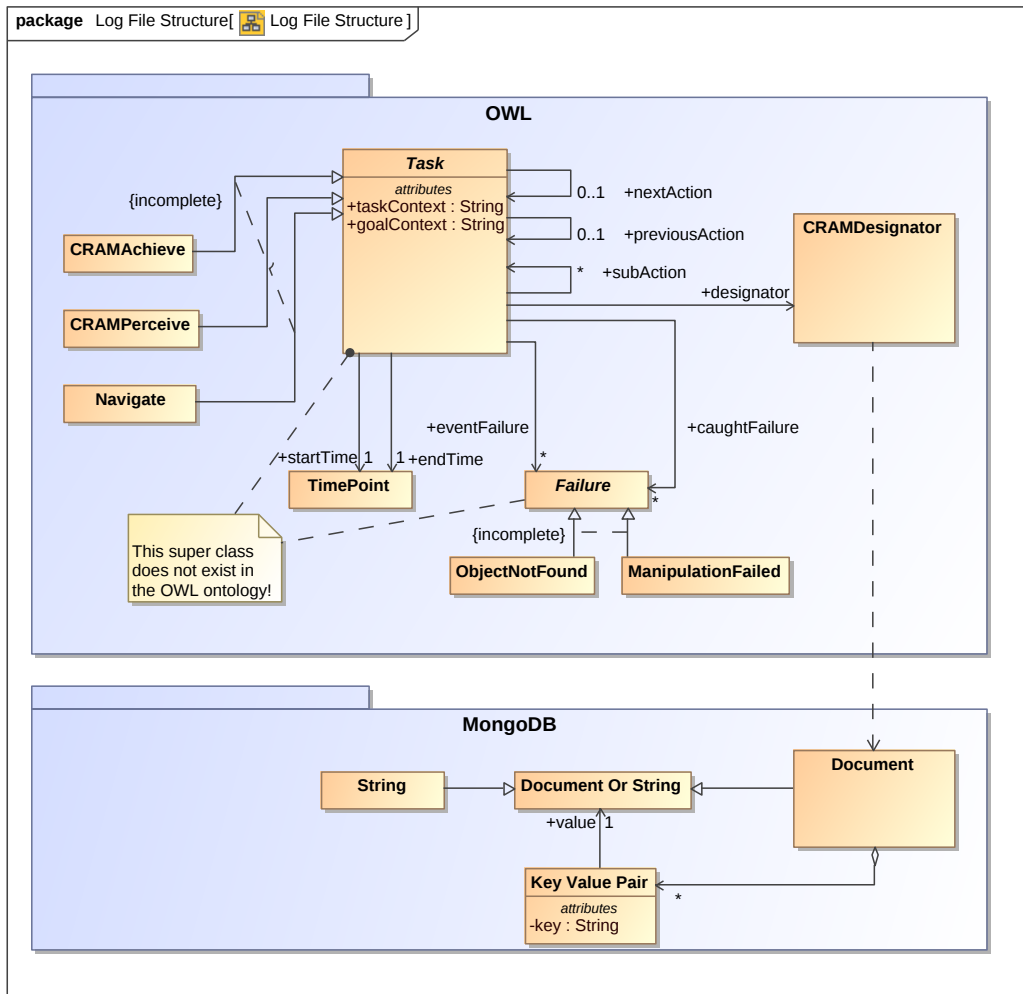 package Log File Structure[ Log File Structure ]
OWL
Task
attributes
+taskContext : String
+goalContext : String
{incomplete}
0..1 +nextAction
0..1 +previousAction
* +subAction
+designator
CRAMDesignator
CRAMAchieve
CRAMPerceive
Navigate
+eventFailure
*
+caughtFailure
*
+startTime 1
1 +endTime
TimePoint
Failure
{incomplete}
ObjectNotFound
ManipulationFailed
This super class
does not exist in
the OWL ontology!
MongoDB
String
Document Or String
Document
+value 1
Key Value Pair
attributes
-key : String
*